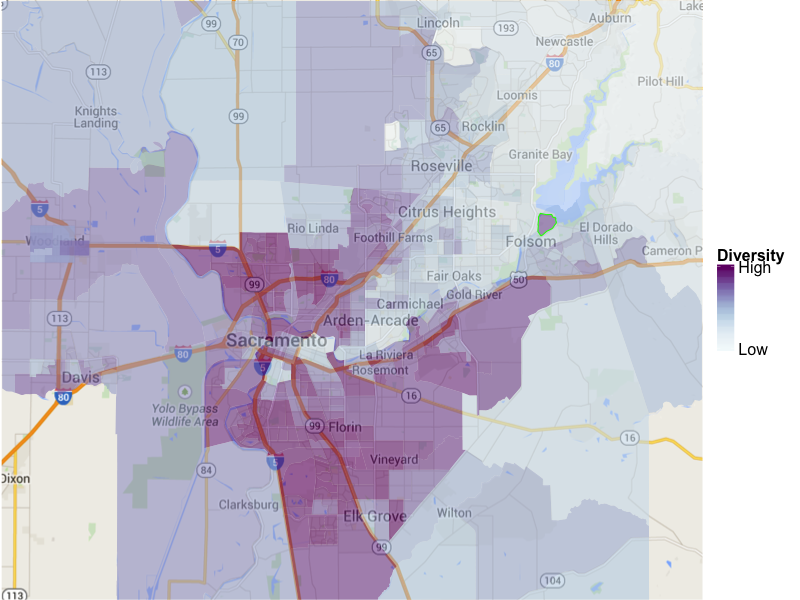 Lincoln
193
Auburn
Lake
99
70
65
Newcastle
80
113
Pilot Hill
Loomis
Knights
Landing
99
65
Rocklin
Granite Bay
Roseville
5
Citrus Heights
Rio Linda
El Dorado
Hills
Woodland
5
Foothill Farms
Folsom
Cameron P
99
80
Fair Oaks
50
Diversity
High
Carmichael
Gold River
113
Arden-Arcade
Sacramento
80
La Riviera
Rosemont
Low
5
Davis
80
16
Yolo Bypass
Wildlife Area
99
Florin
16
5
Vineyard
84
Dixon
Clarksburg
Elk Grove
Wilton
99
104
113